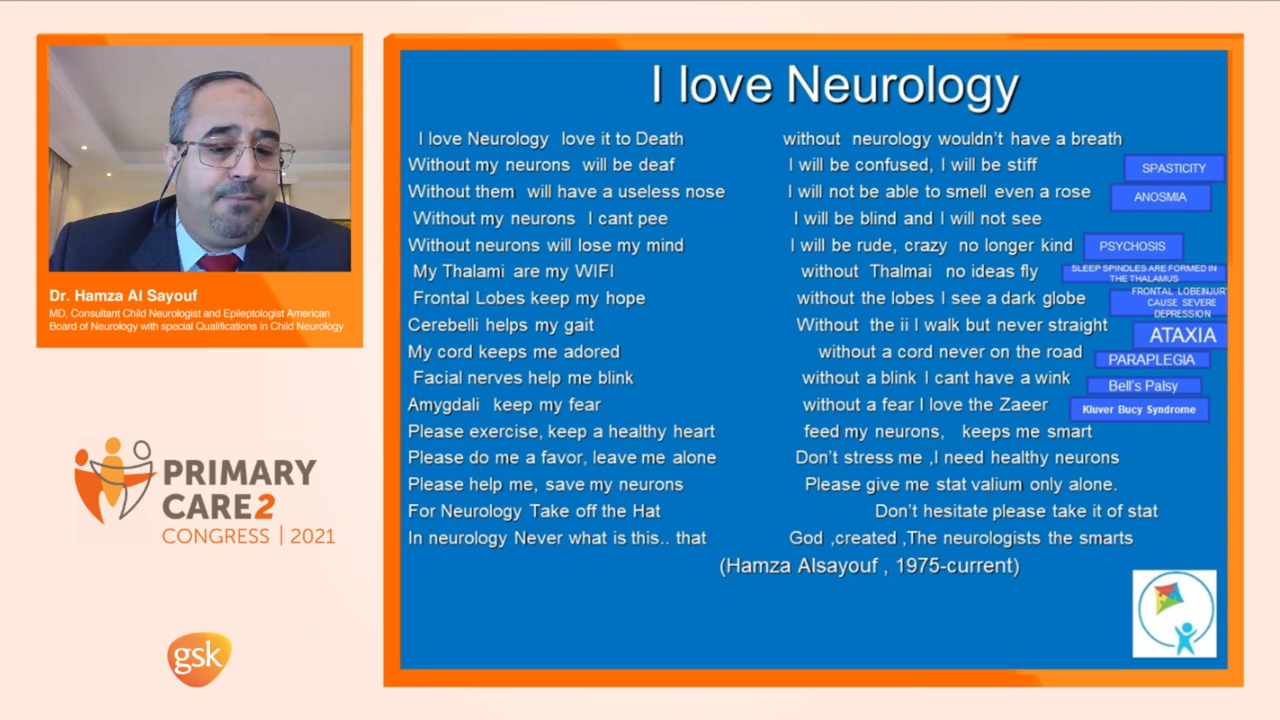 I love Neurology
I love Neurology love it to Death without neurology wouldn't have a breath
Without my neurons will be deaf I will be confused, I will be stiff SPASTICITY
Without them will have a useless nose I will not be able to smell even a rose ANOSMIA
Without my neurons I cant pee I will be blind and I will not see
Without neurons will lose my mind I will be rude, crazy no longer kind PSYCHOSIS
My Thalami are my WIFI without Thalmai no ideas fly SLEEP SPINDLES ARE FORMED IN
THE THALAMUS
Frontal Lobes keep my hope without the lobes I see a dark globe FRONTAL LOBEINJURY
CAUSE SEVERE
DEPRESSION
Cerebelli helps my gait Without the ii I walk but never straight ATAXIA
My cord keeps me adored without a cord never on the road PARAPLEGIA
Facial nerves help me blink without a blink I cant have a wink Bell's Palsy
Amygdali keep my fear without a fear I love the Zaeer Kluver Bucy Syndrome
Please exercise, keep a healthy heart feed my neurons, keeps me smart
Please do me a favor, leave me alone Don't stress me ,I need healthy neurons
Please help me, save my neurons Please give me stat valium only alone.
For Neurology Take off the Hat Don't hesitate please take it of stat
In neurology Never what is this.. that God ,created ,The neurologists the smarts
(Hamza Alsayouf , 1975-current)
Dr. Hamza Al Sayouf
MD, Consultant Child Neurologist and Epileptologist American
Board of Neurology with special Qualifications in Child Neurology
PRIMARY
CARE2
CONGRESS | 2021
gsk